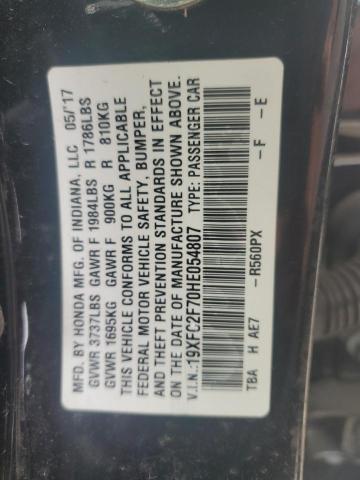 MFD. BY HONDA MFG. OF INDIANA, LLC 05/17
GVWR 3737LBS GAWR F 1984LBS R 1786LBS
GVWR 1695KG GAWR F 900KG R 810KG
THIS VEHICLE CONFORMS TO ALL APPLICABLE
FEDERAL MOTOR VEHICLE SAFETY, BUMPER,
AND THEFT PREVENTION STANDARDS IN EFFECT
ON THE DATE OF MANUFACTURE SHOWN ABOVE.
V.I.N.:19XFC2F70HE054807 TYPE: PASSENGER CAR
-R560PX -F -E
TBA H AE7